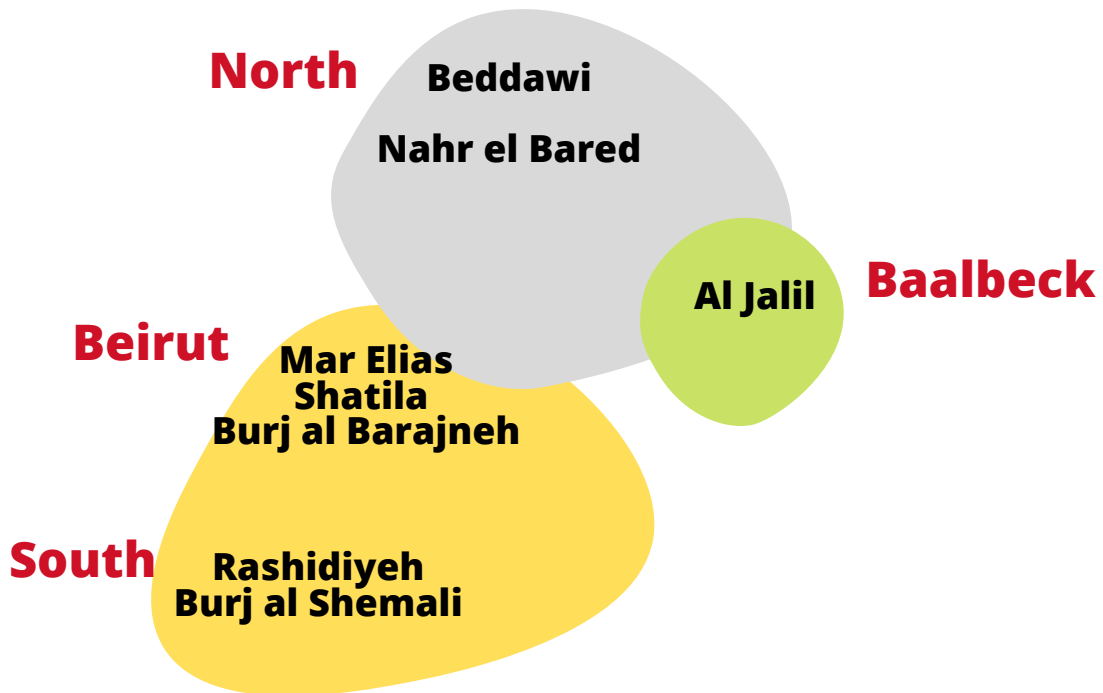 North
Beddawi
Nahr el Bared
Baalbeck
Al Jalil
Beirut
Mar Elias
Shatila
Burj al Barajneh
South
Rashidiyeh
Burj al Shemali